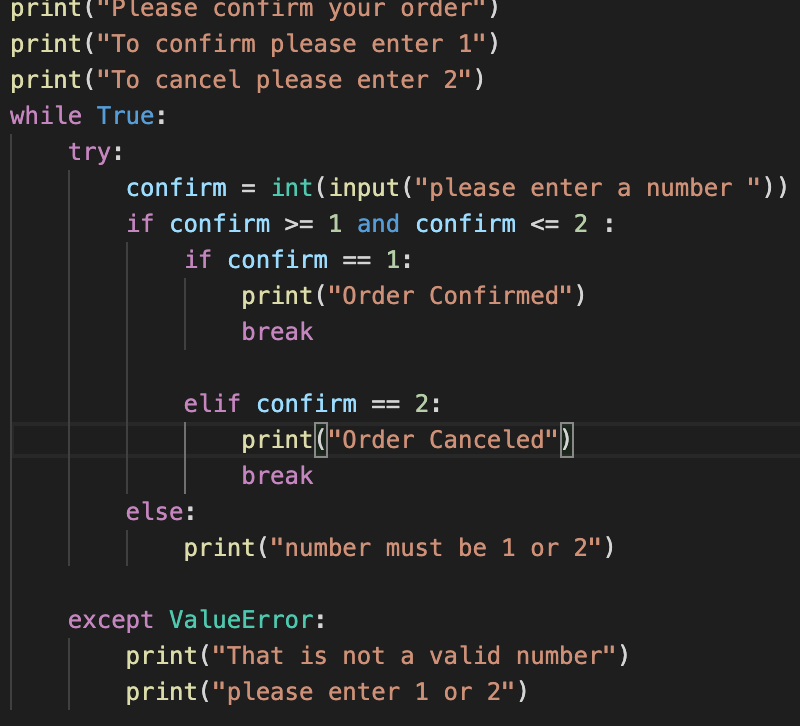 print("Please confirm your order")
print("To confirm please enter 1")
print("To cancel please enter 2")
while True:
    try:
        confirm = int(input("please enter a number "))
        if confirm >= 1 and confirm <= 2 :
            if confirm == 1:
                print("Order Confirmed")
                break

            elif confirm == 2:
                print("Order Canceled")
                break
        else:
            print("number must be 1 or 2")

    except ValueError:
        print("That is not a valid number")
        print("please enter 1 or 2")